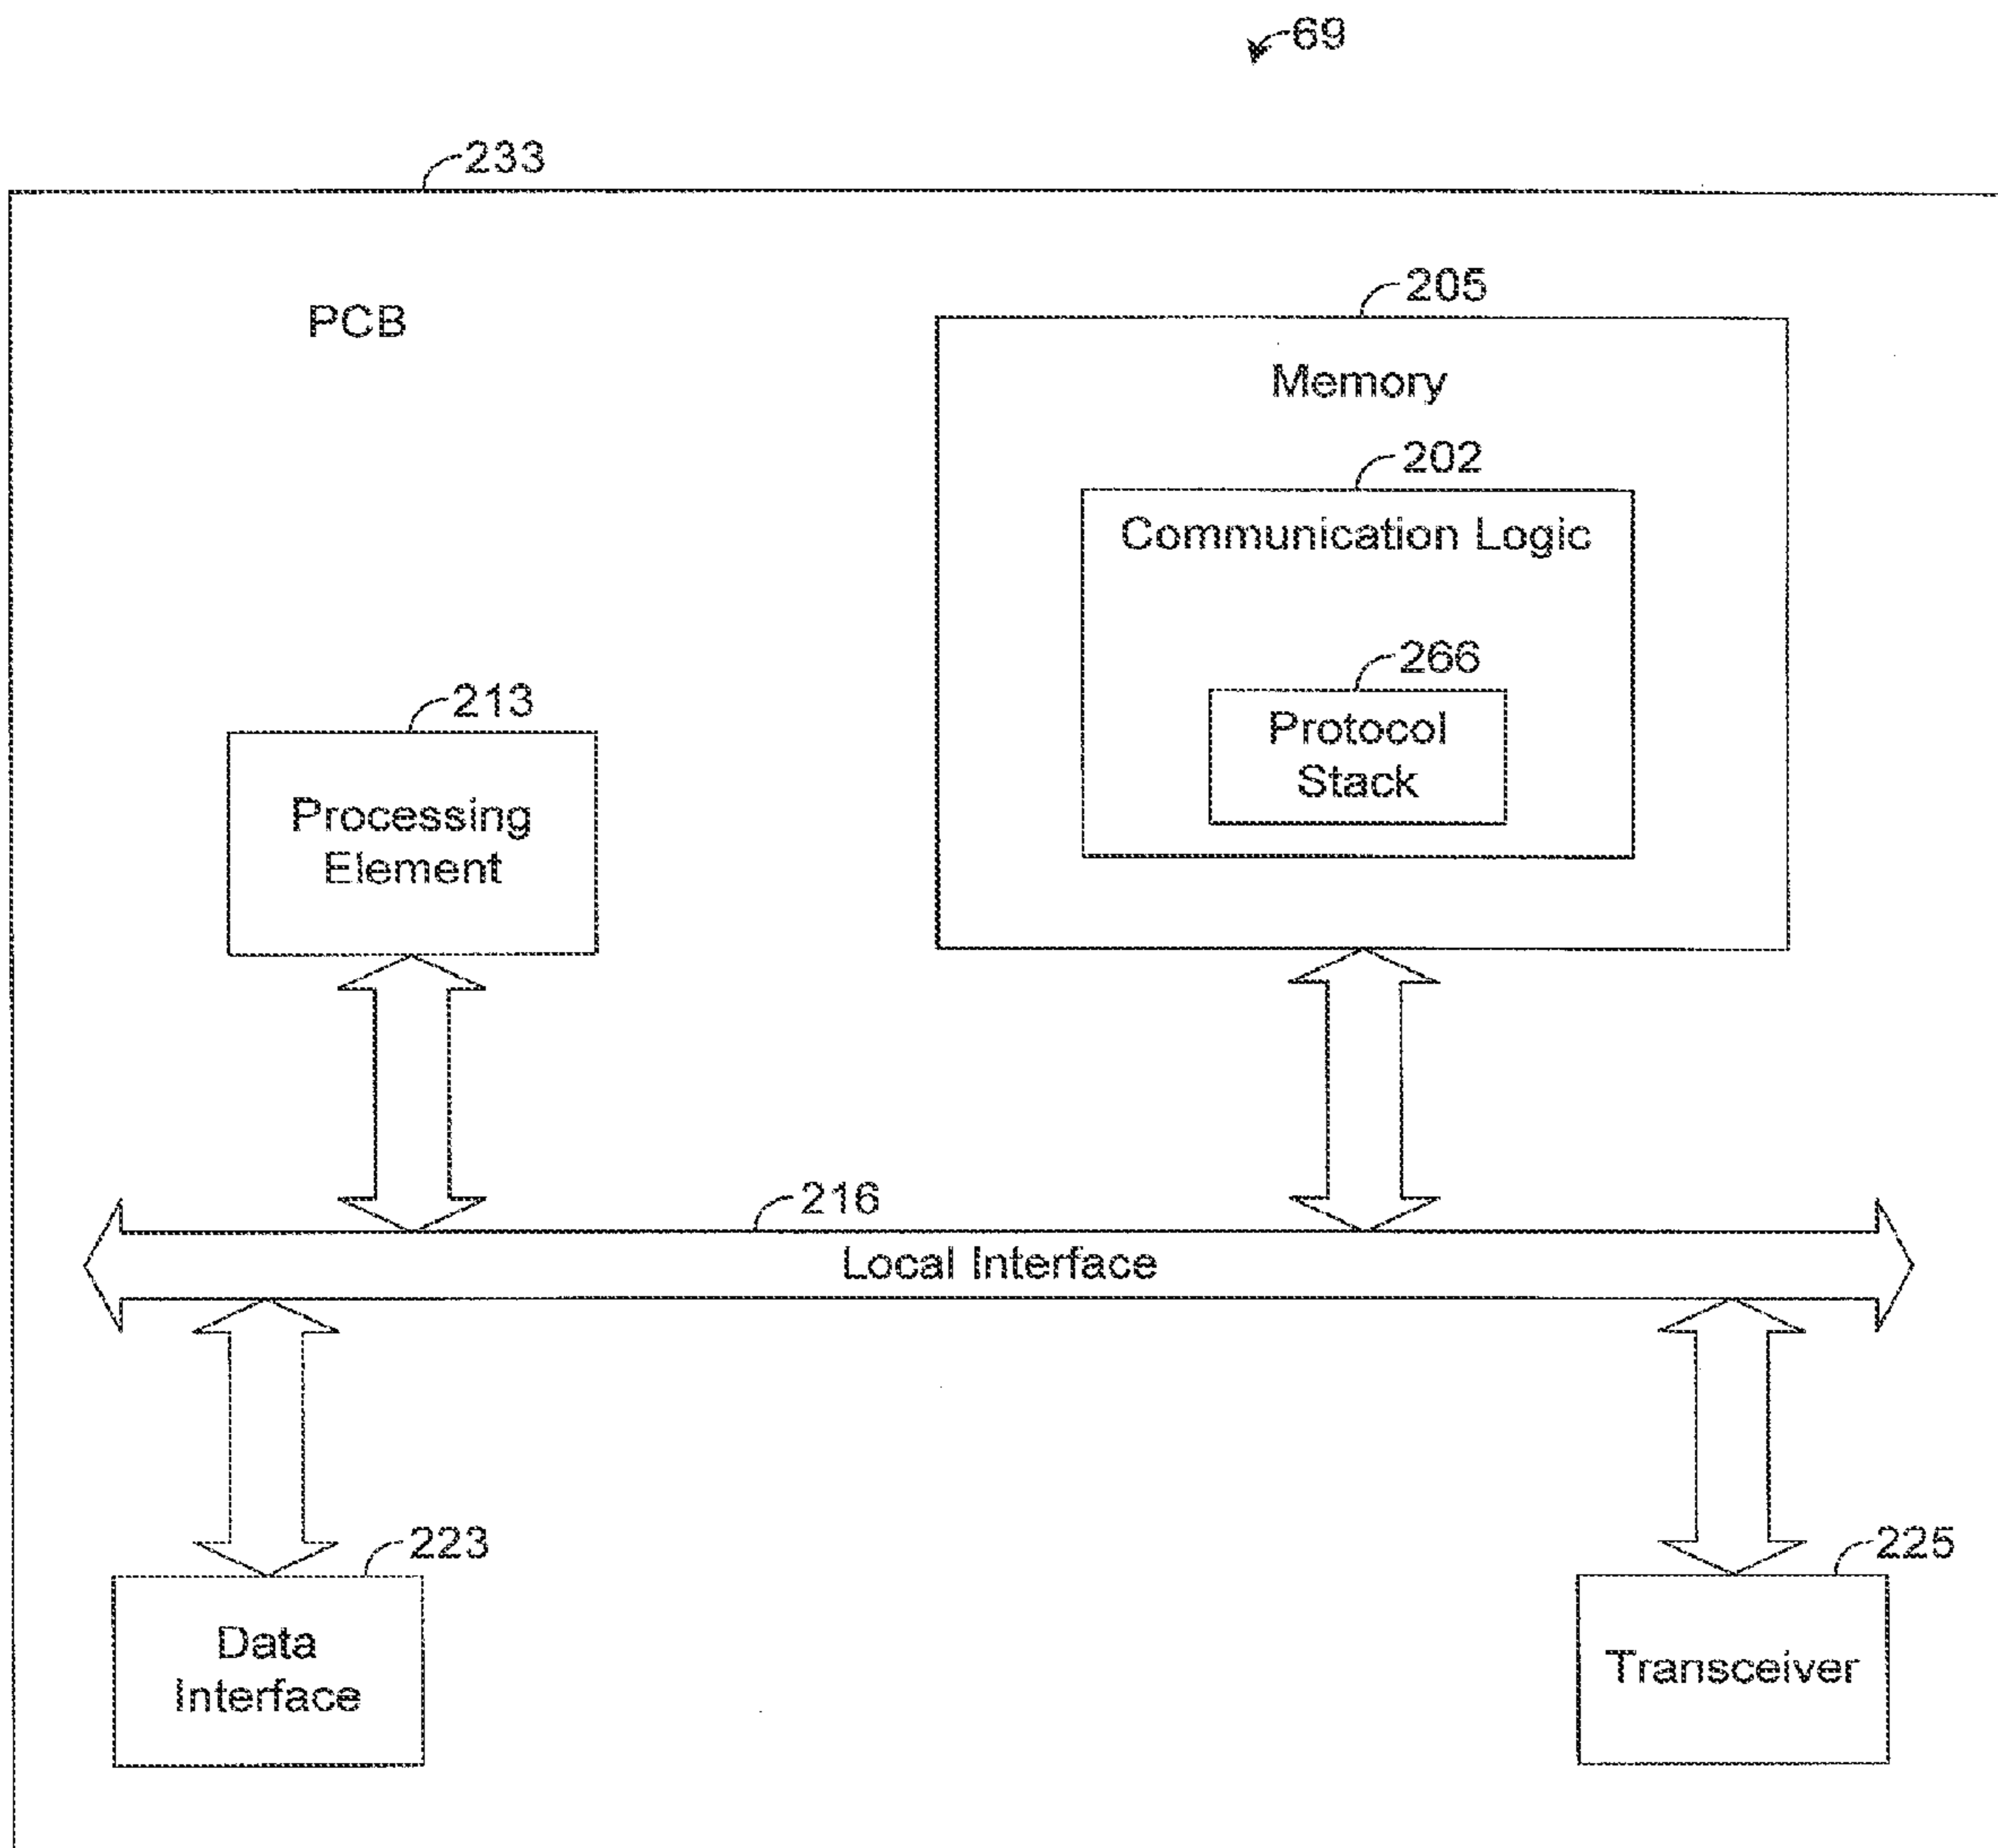 69
233
PCB
205
Memory
202
Communication Logic
266
Protocol
Stack
213
Processing
Element
216
Local Interface
223
Data
Interface
225
Transceiver